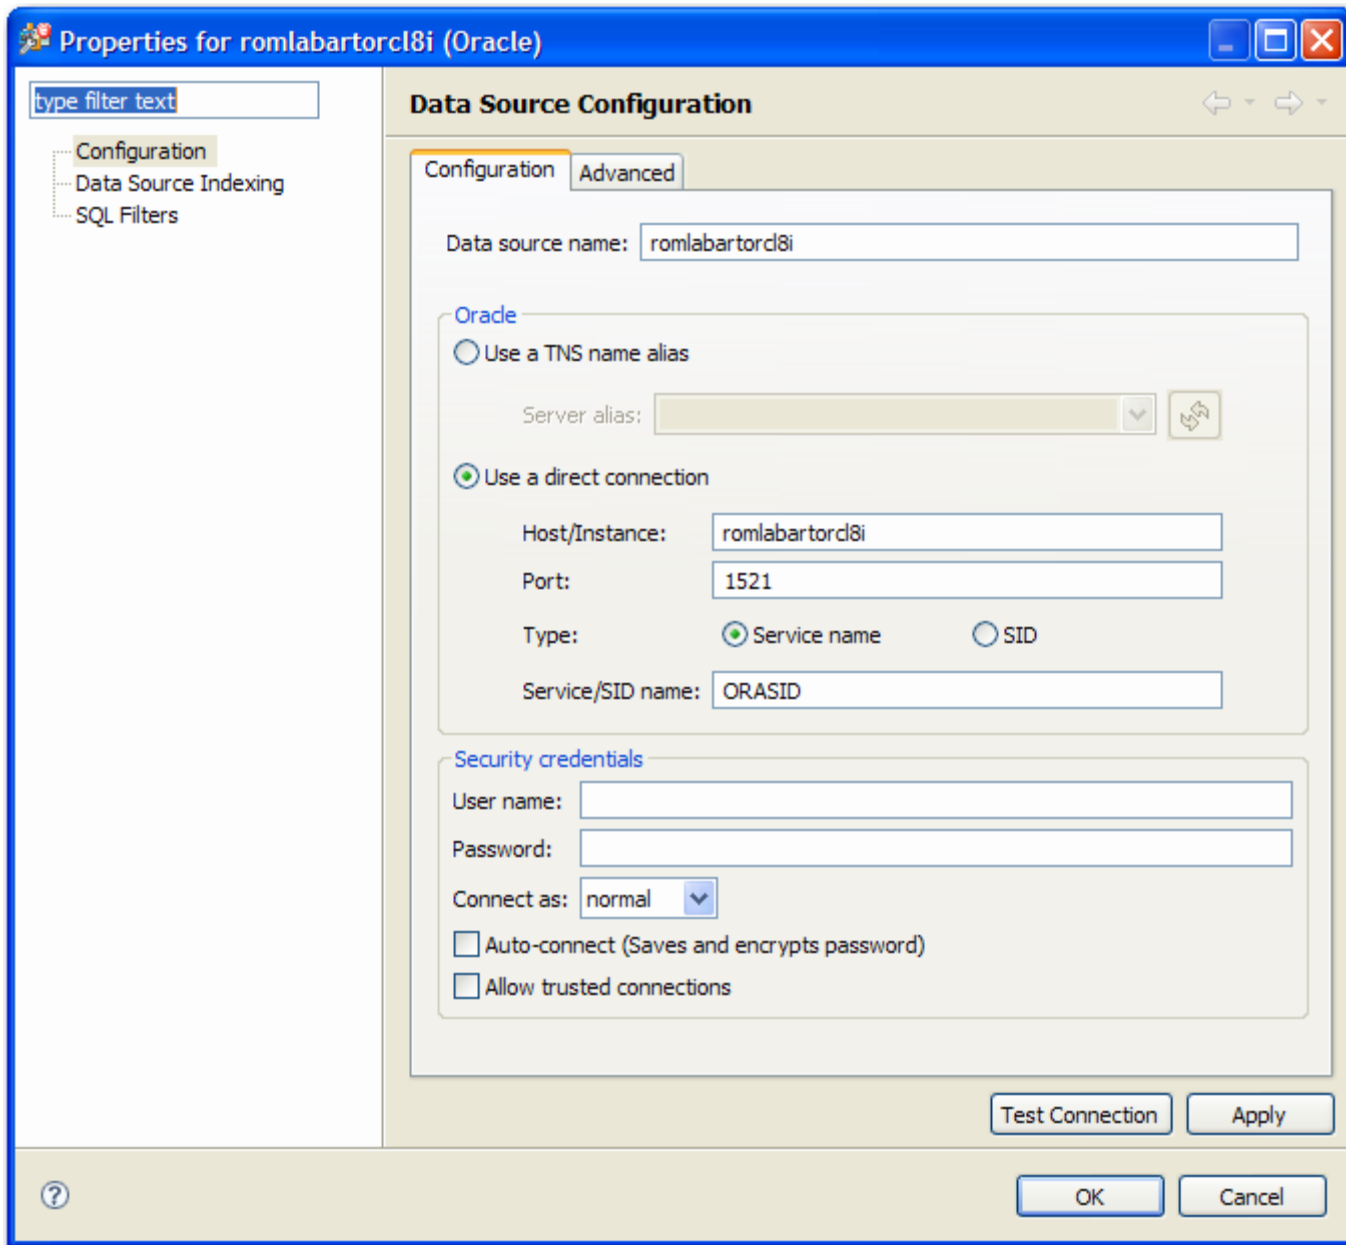 Properties for romlabartorcl8i (Oracle)
type filter text
Configuration
Data Source Indexing
SQL Filters
Data Source Configuration
Configuration Advanced
Data source name: romlabartorcl8i
Oracle
Use a TNS name alias
Server alias:
Use a direct connection
Host/Instance: romlabartorcl8i
Port: 1521
Type: Service name SID
Service/SID name: ORASID
Security credentials
User name:
Password:
Connect as: normal
Auto-connect (Saves and encrypts password)
Allow trusted connections
Test Connection Apply
? OK Cancel